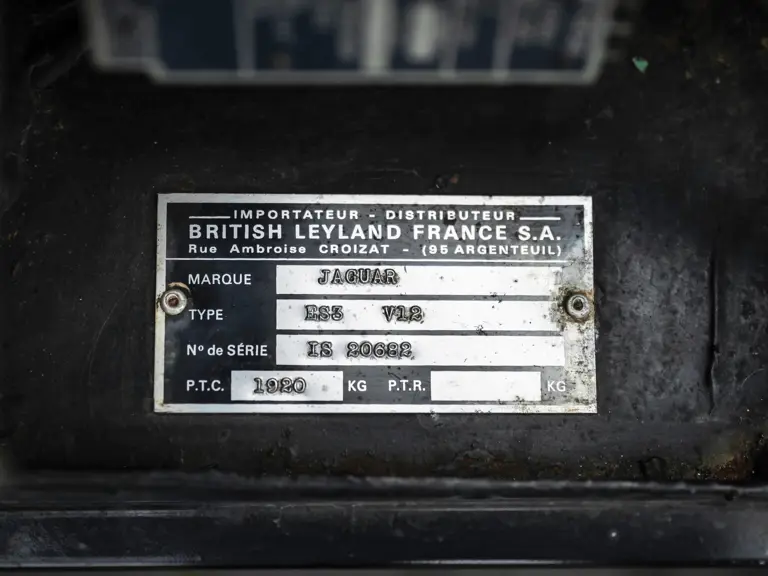 IMPORTATEUR - DISTRIBUTEUR
BRITISH LEYLAND FRANCE S.A.
Rue Ambroise CROIZAT - (95 ARGENTEUIL)
MARQUE JAGUAR
TYPE ES3 V12
Nº de SÉRIE IS 20682
P.T.C. 1920 KG P.T.R. KG